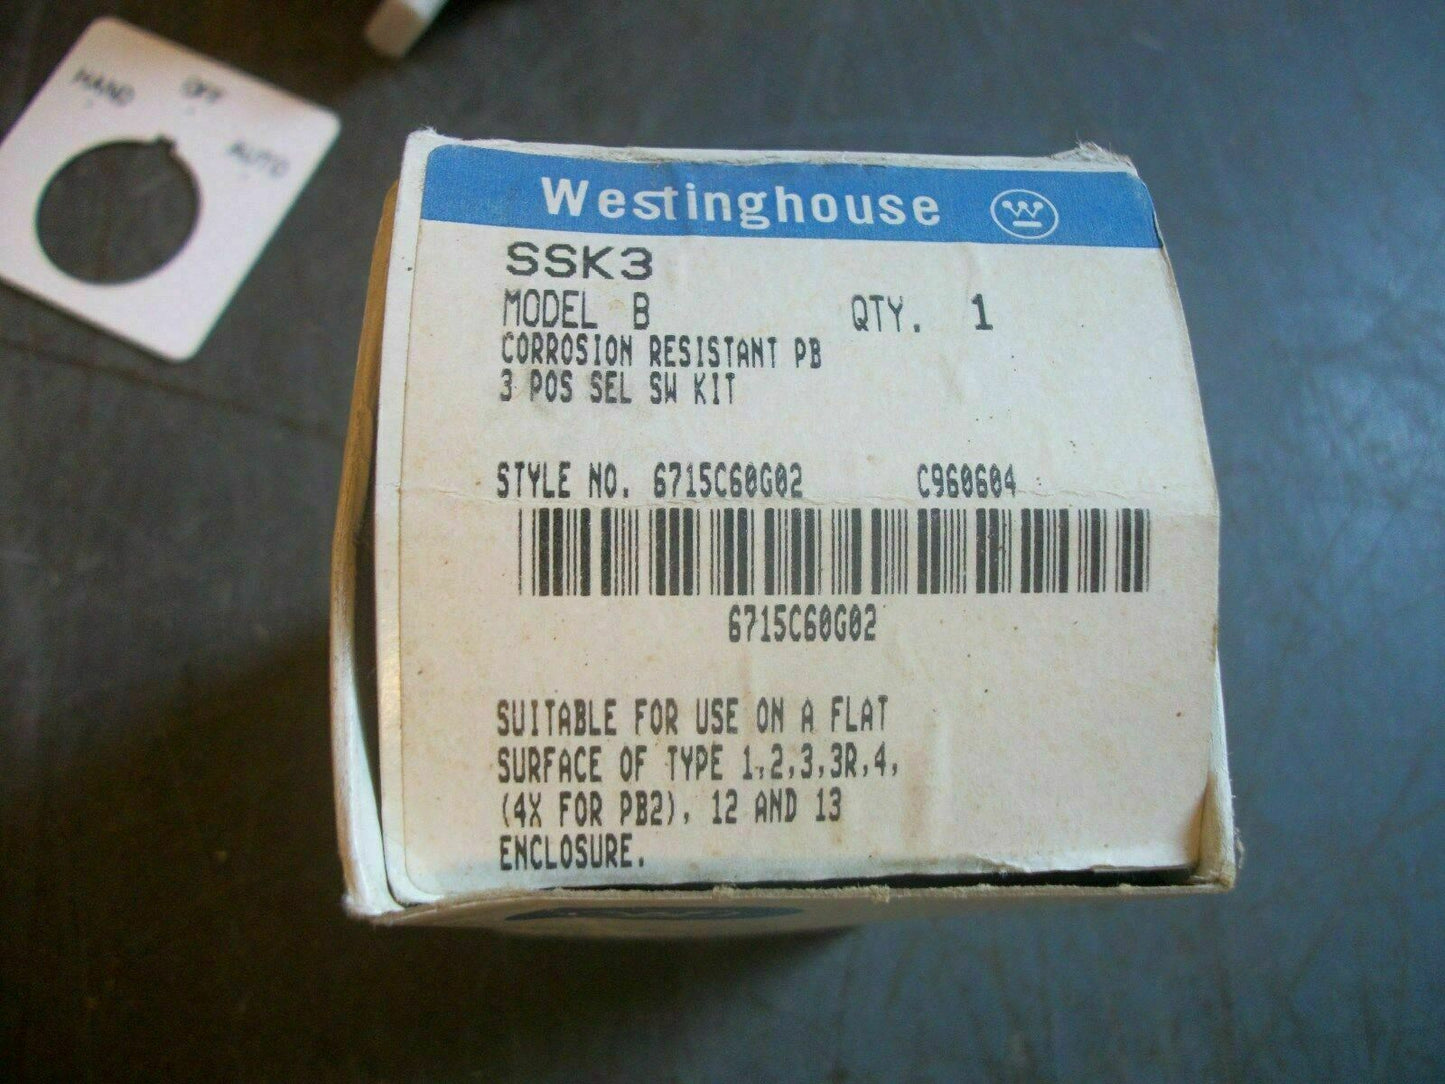 HAND OFF AUTO
Westinghouse
SSK3
MODEL B QTY. 1
CORROSION RESISTANT PB
3 POS SEL SW KIT
STYLE NO. 6715C60G02 C960604
6715C60G02
SUITABLE FOR USE ON A FLAT
SURFACE OF TYPE 1,2,3,3R,4,
(4X FOR PB2), 12 AND 13
ENCLOSURE.